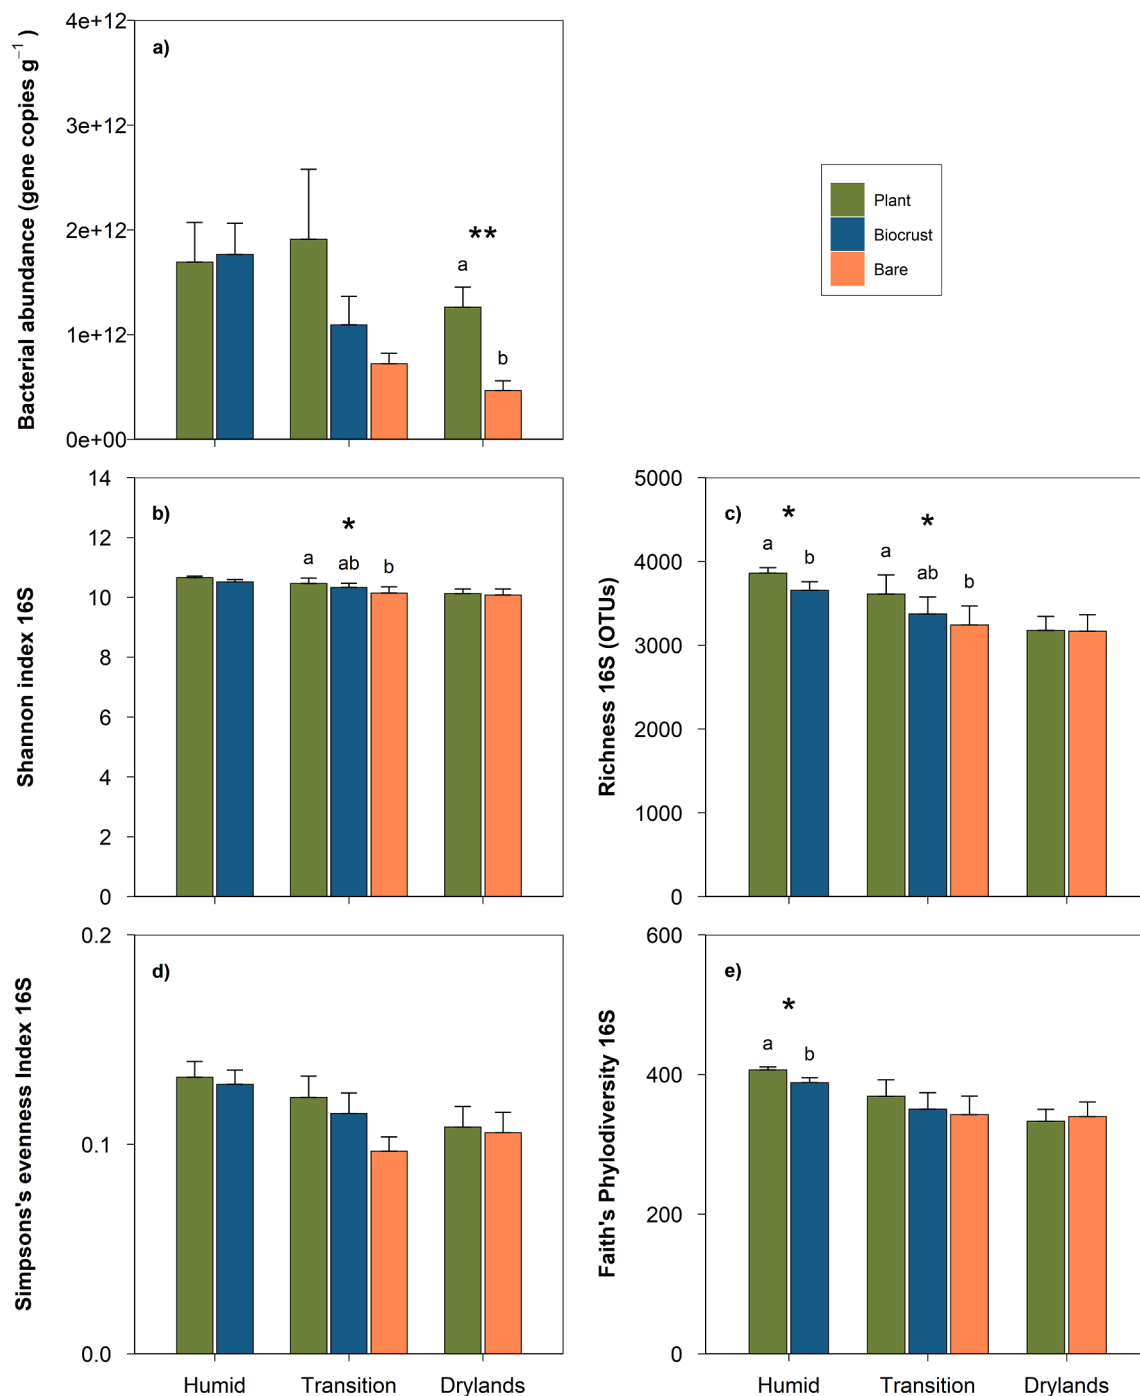 a)
Bacterial abundance (gene copies g⁻¹)
4e+12
3e+12
2e+12
1e+12
0e+00
**
a
b
Plant
Biocrust
Bare
b)
Shannon index 16S
14
12
10
8
6
4
2
0
*
a
ab
b
c)
Richness 16S (OTUs)
5000
4000
3000
2000
1000
0
*
a
b
*
a
ab
b
d)
Simpsons's evenness Index 16S
0.2
0.1
0.0
Humid
Transition
Drylands
e)
Faith's Phylodiversity 16S
600
400
200
0
*
a
b
Humid
Transition
Drylands